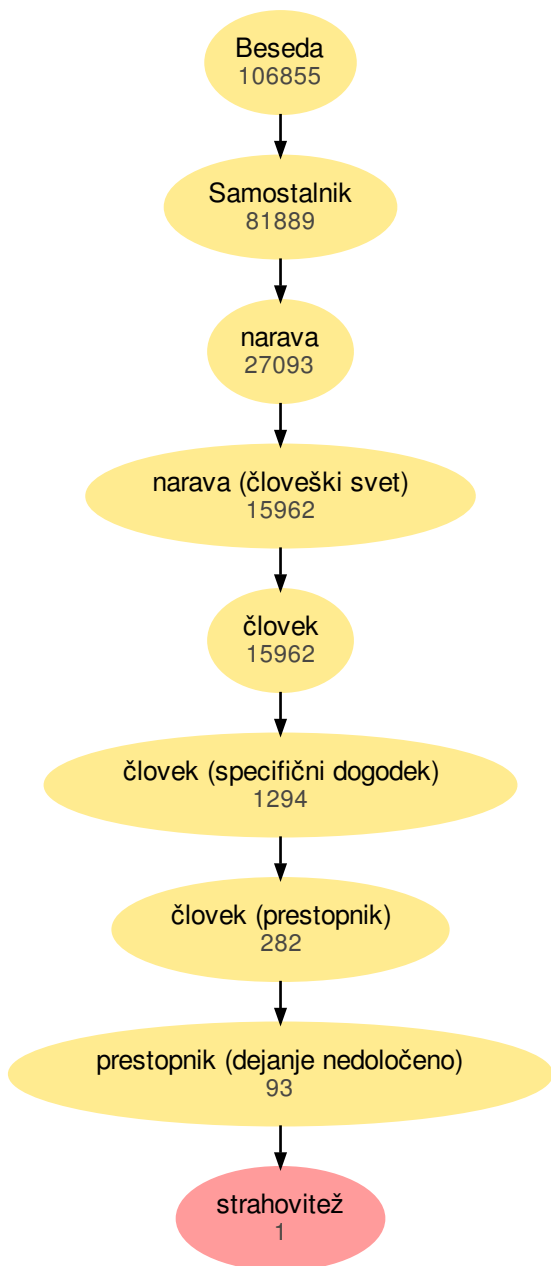 Beseda
106855
Samostalnik
81889
narava
27093
narava (človeški svet)
15962
človek
15962
človek (specifični dogodek)
1294
človek (prestopnik)
282
prestopnik (dejanje nedoločeno)
93
strahovitež
1